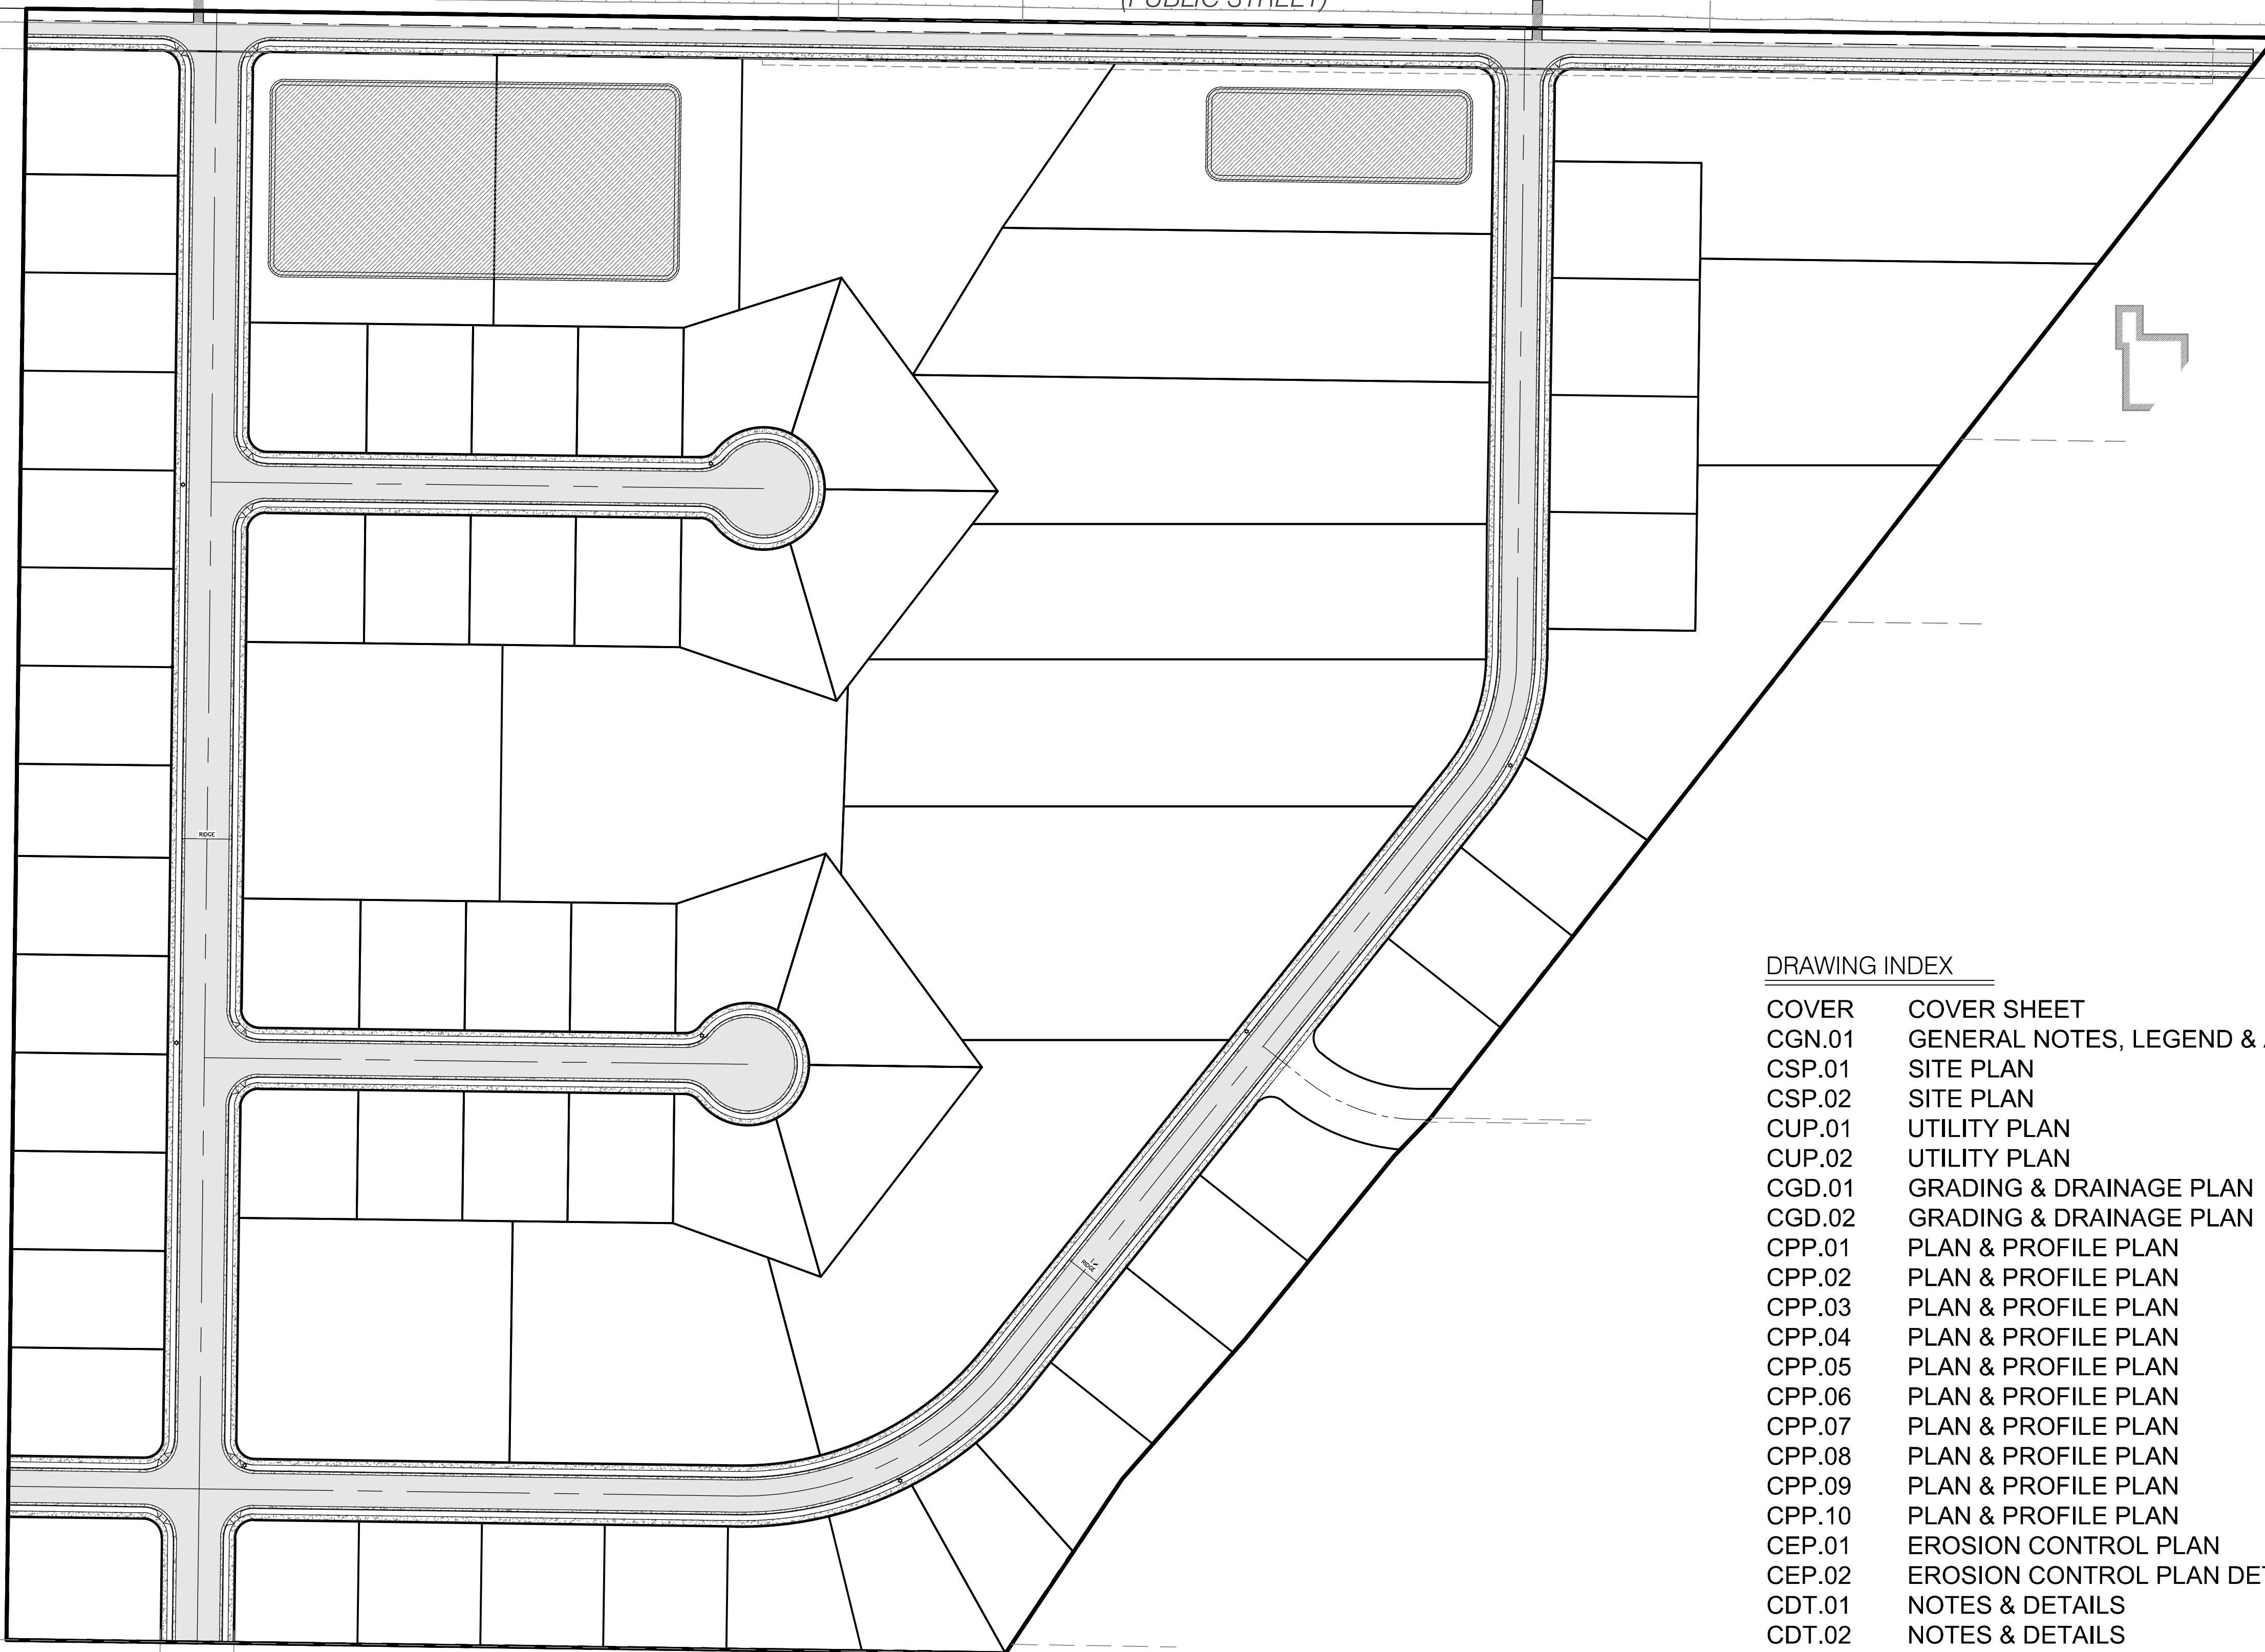 (PUBLIC STREET)
RIDGE
RIDGE
DRAWING INDEX
COVER COVER SHEET
CGN.01 GENERAL NOTES, LEGEND &
CSP.01 SITE PLAN
CSP.02 SITE PLAN
CUP.01 UTILITY PLAN
CUP.02 UTILITY PLAN
CGD.01 GRADING & DRAINAGE PLAN
CGD.02 GRADING & DRAINAGE PLAN
CPP.01 PLAN & PROFILE PLAN
CPP.02 PLAN & PROFILE PLAN
CPP.03 PLAN & PROFILE PLAN
CPP.04 PLAN & PROFILE PLAN
CPP.05 PLAN & PROFILE PLAN
CPP.06 PLAN & PROFILE PLAN
CPP.07 PLAN & PROFILE PLAN
CPP.08 PLAN & PROFILE PLAN
CPP.09 PLAN & PROFILE PLAN
CPP.10 PLAN & PROFILE PLAN
CEP.01 EROSION CONTROL PLAN
CEP.02 EROSION CONTROL PLAN
CDT.01 NOTES & DETAILS
CDT.02 NOTES & DETAILS